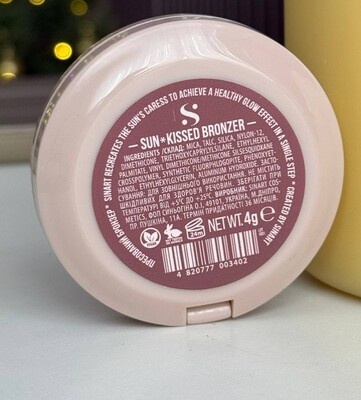 SINART RECREATES THE SUN'S CARESS TO ACHIEVE A HEALTHY GLOW EFFECT IN A SINGLE STEP
* CREATED BY SINART
ПРЕСОВАНИЙ БРОНЗЕР *
S
— SUN*KISSED BRONZER —
INGREDIENTS /СКЛАД: MICA, TALC, SILICA, NYLON-12,
DIMETHICONE, TRIETHOXYCAPRYLYLSILANE, ETHYLHEXYL
PALMITATE, VINYL DIMETHICONE/METHICONE SILSESQUIOXANE
CROSSPOLYMER, SYNTHETIC FLUORPHLOGOPITE, PHENOXYET-
HANOL, ETHYLHEXYLGLYCERIN, ALUMINUM HYDROXIDE. ЗАСТО-
СУВАННЯ: ДЛЯ ЗОВНІШНЬОГО ВИКОРИСТАННЯ. НЕ МІСТИТЬ
ШКІДЛИВИХ ДЛЯ ЗДОРОВ'Я РЕЧОВИН. ЗБЕРІГАТИ ПРИ
ТЕМПЕРАТУРІ ВІД +5°C ДО +25°C. ВИРОБНИК: SINART COS-
METICS, ФОП 49101, УКРАЇНА, М. ДНІПРО,
ПР. ПУШКІНА, 11А. ТЕРМІН ПРИДАТНОСТІ 36 МІСЯЦІВ.
NET WT. 4g
4 820777 003402